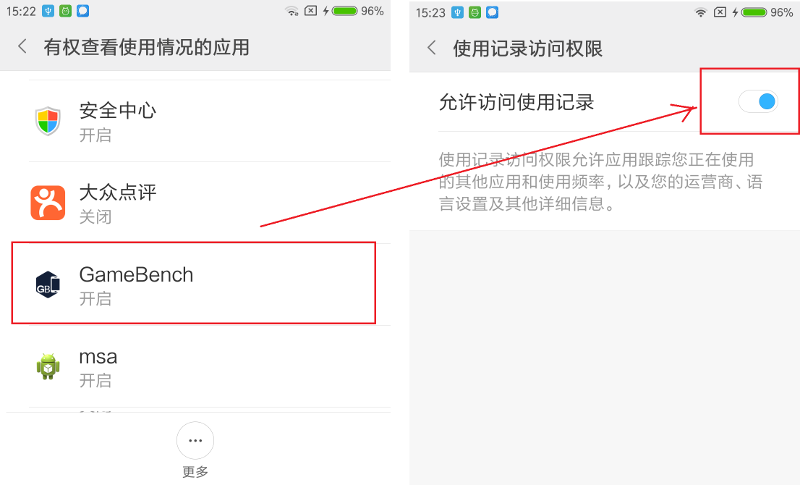 15:22
96%
有权查看使用情况的应用
安全中心
开启
大众点评
关闭
GB
GameBench
开启
msa
开启
更多
15:23
96%
使用记录访问权限
允许访问使用记录
使用记录访问权限允许应用跟踪您正在使用
的其他应用和使用频率，以及您的运营商、语
言设置及其他详细信息。